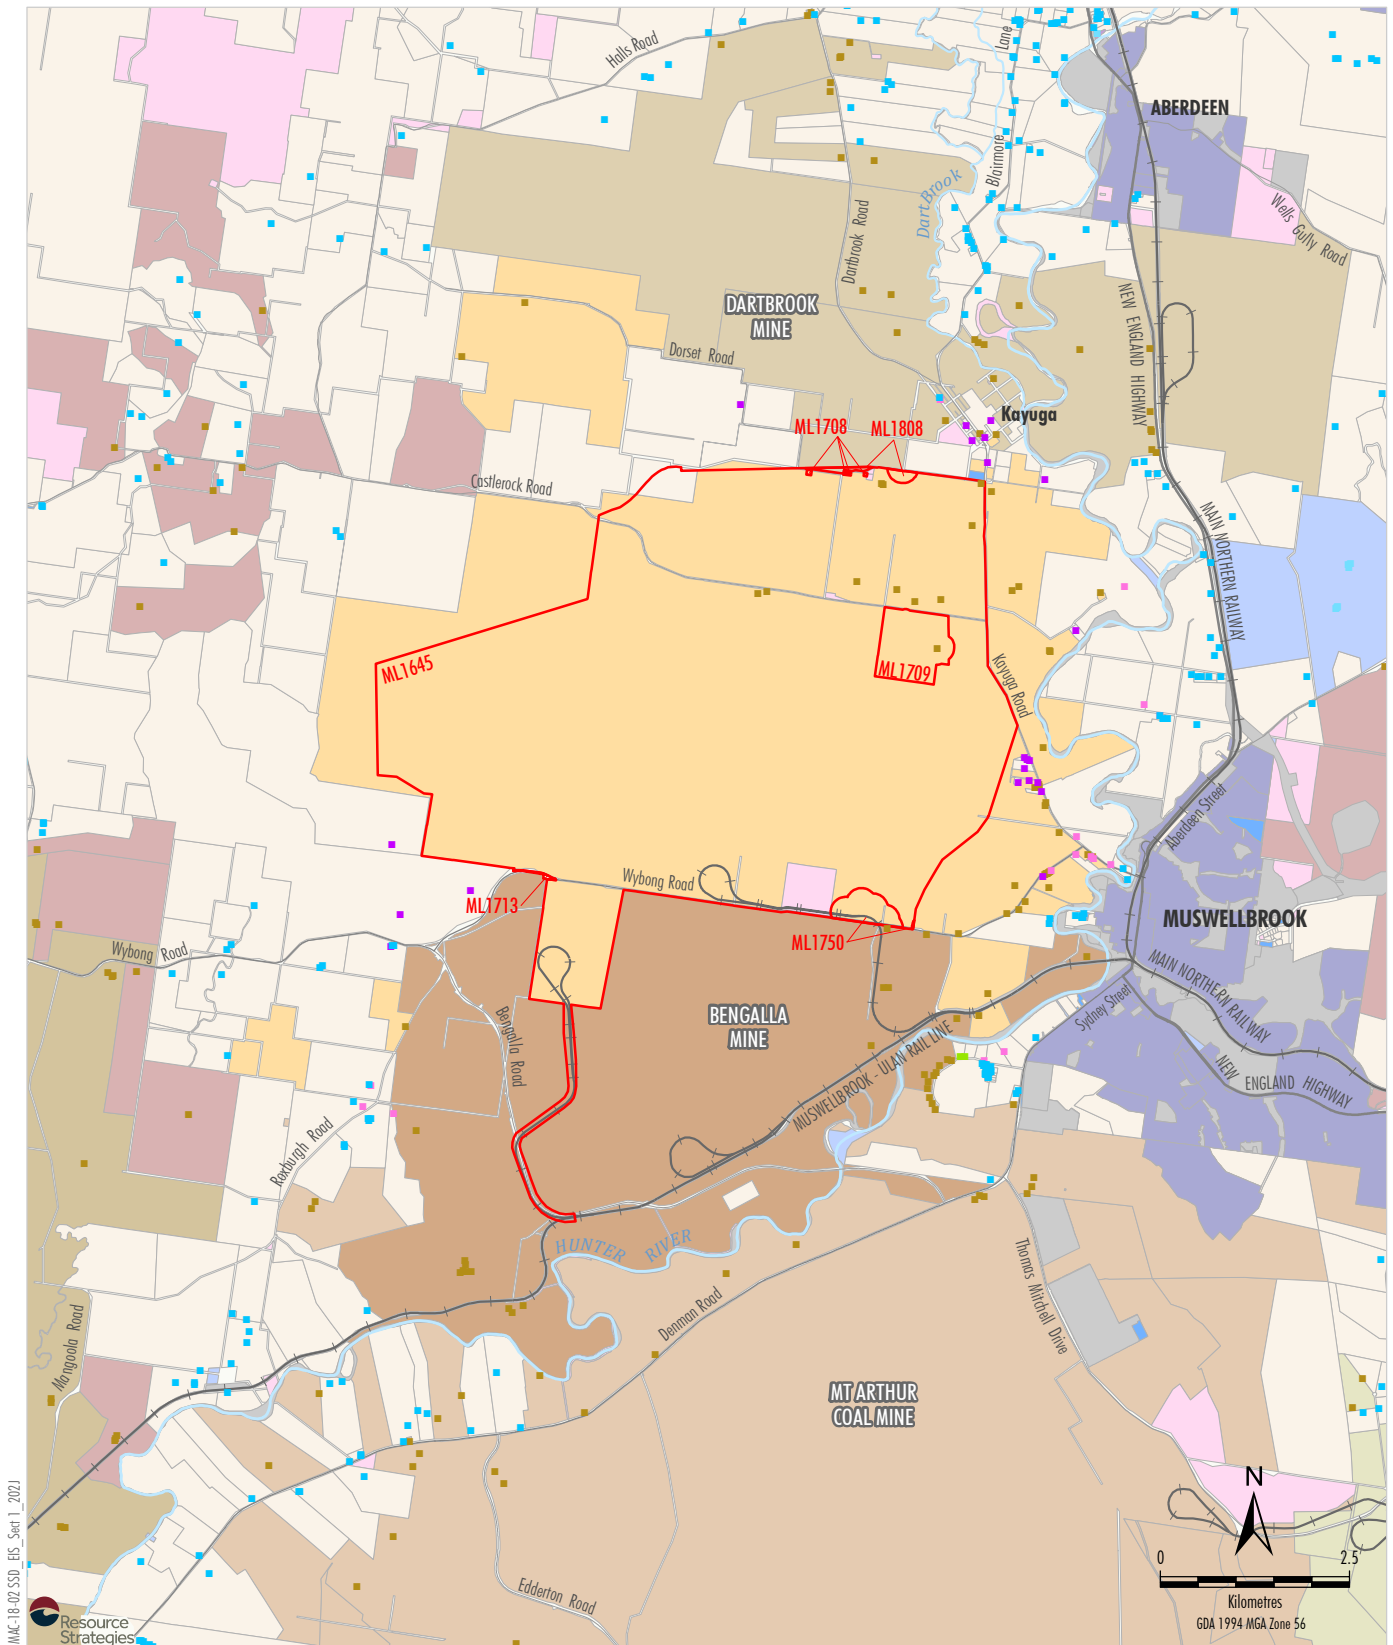 Halls Road
Lane
ABERDEEN
Blairmore
DartBrook
Wells Gully Road
Dartbrook Road
DARTBROOK
MINE
NEW ENGLAND HIGHWAY
Dorset Road
Kayuga
ML1708
ML1808
Castlerock Road
MAIN NORTHERN RAILWAY
ML1645
ML1709
Kayuga Road
Aberdeen Street
Wybong Road
ML1713
MUSWELLBROOK
Wybong Road
ML1750
MAIN NORTHERN RAILWAY
BENGALLA
MINE
Sydney Street
Bengalla Road
MUSWELLBROOK - ULAN RAIL LINE
NEW ENGLAND HIGHWAY
Roxburgh Road
HUNTER RIVER
Thomas Mitchell Drive
Denman Road
Mangoola Road
MT ARTHUR
COAL MINE
N
0 2.5
Kilometres
GDA 1994 MGA Zone 56
Edderton Road
MAC-18-02 SSD_EIS_Sect 1_202J
Resource
Strategies